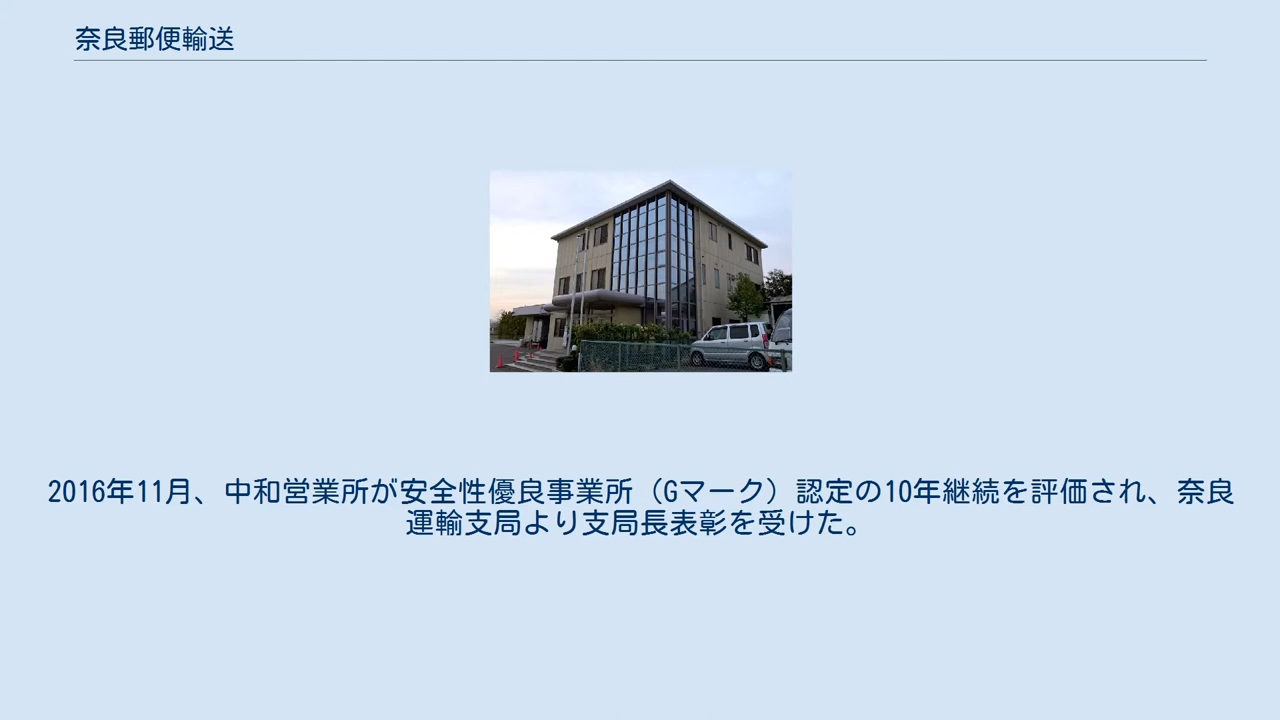 奈良郵便輸送
2016年11月、中和営業所が安全性優良事業所（Gマーク）認定の10年継続を評価され、奈良
運輸支局より支局長表彰を受けた。